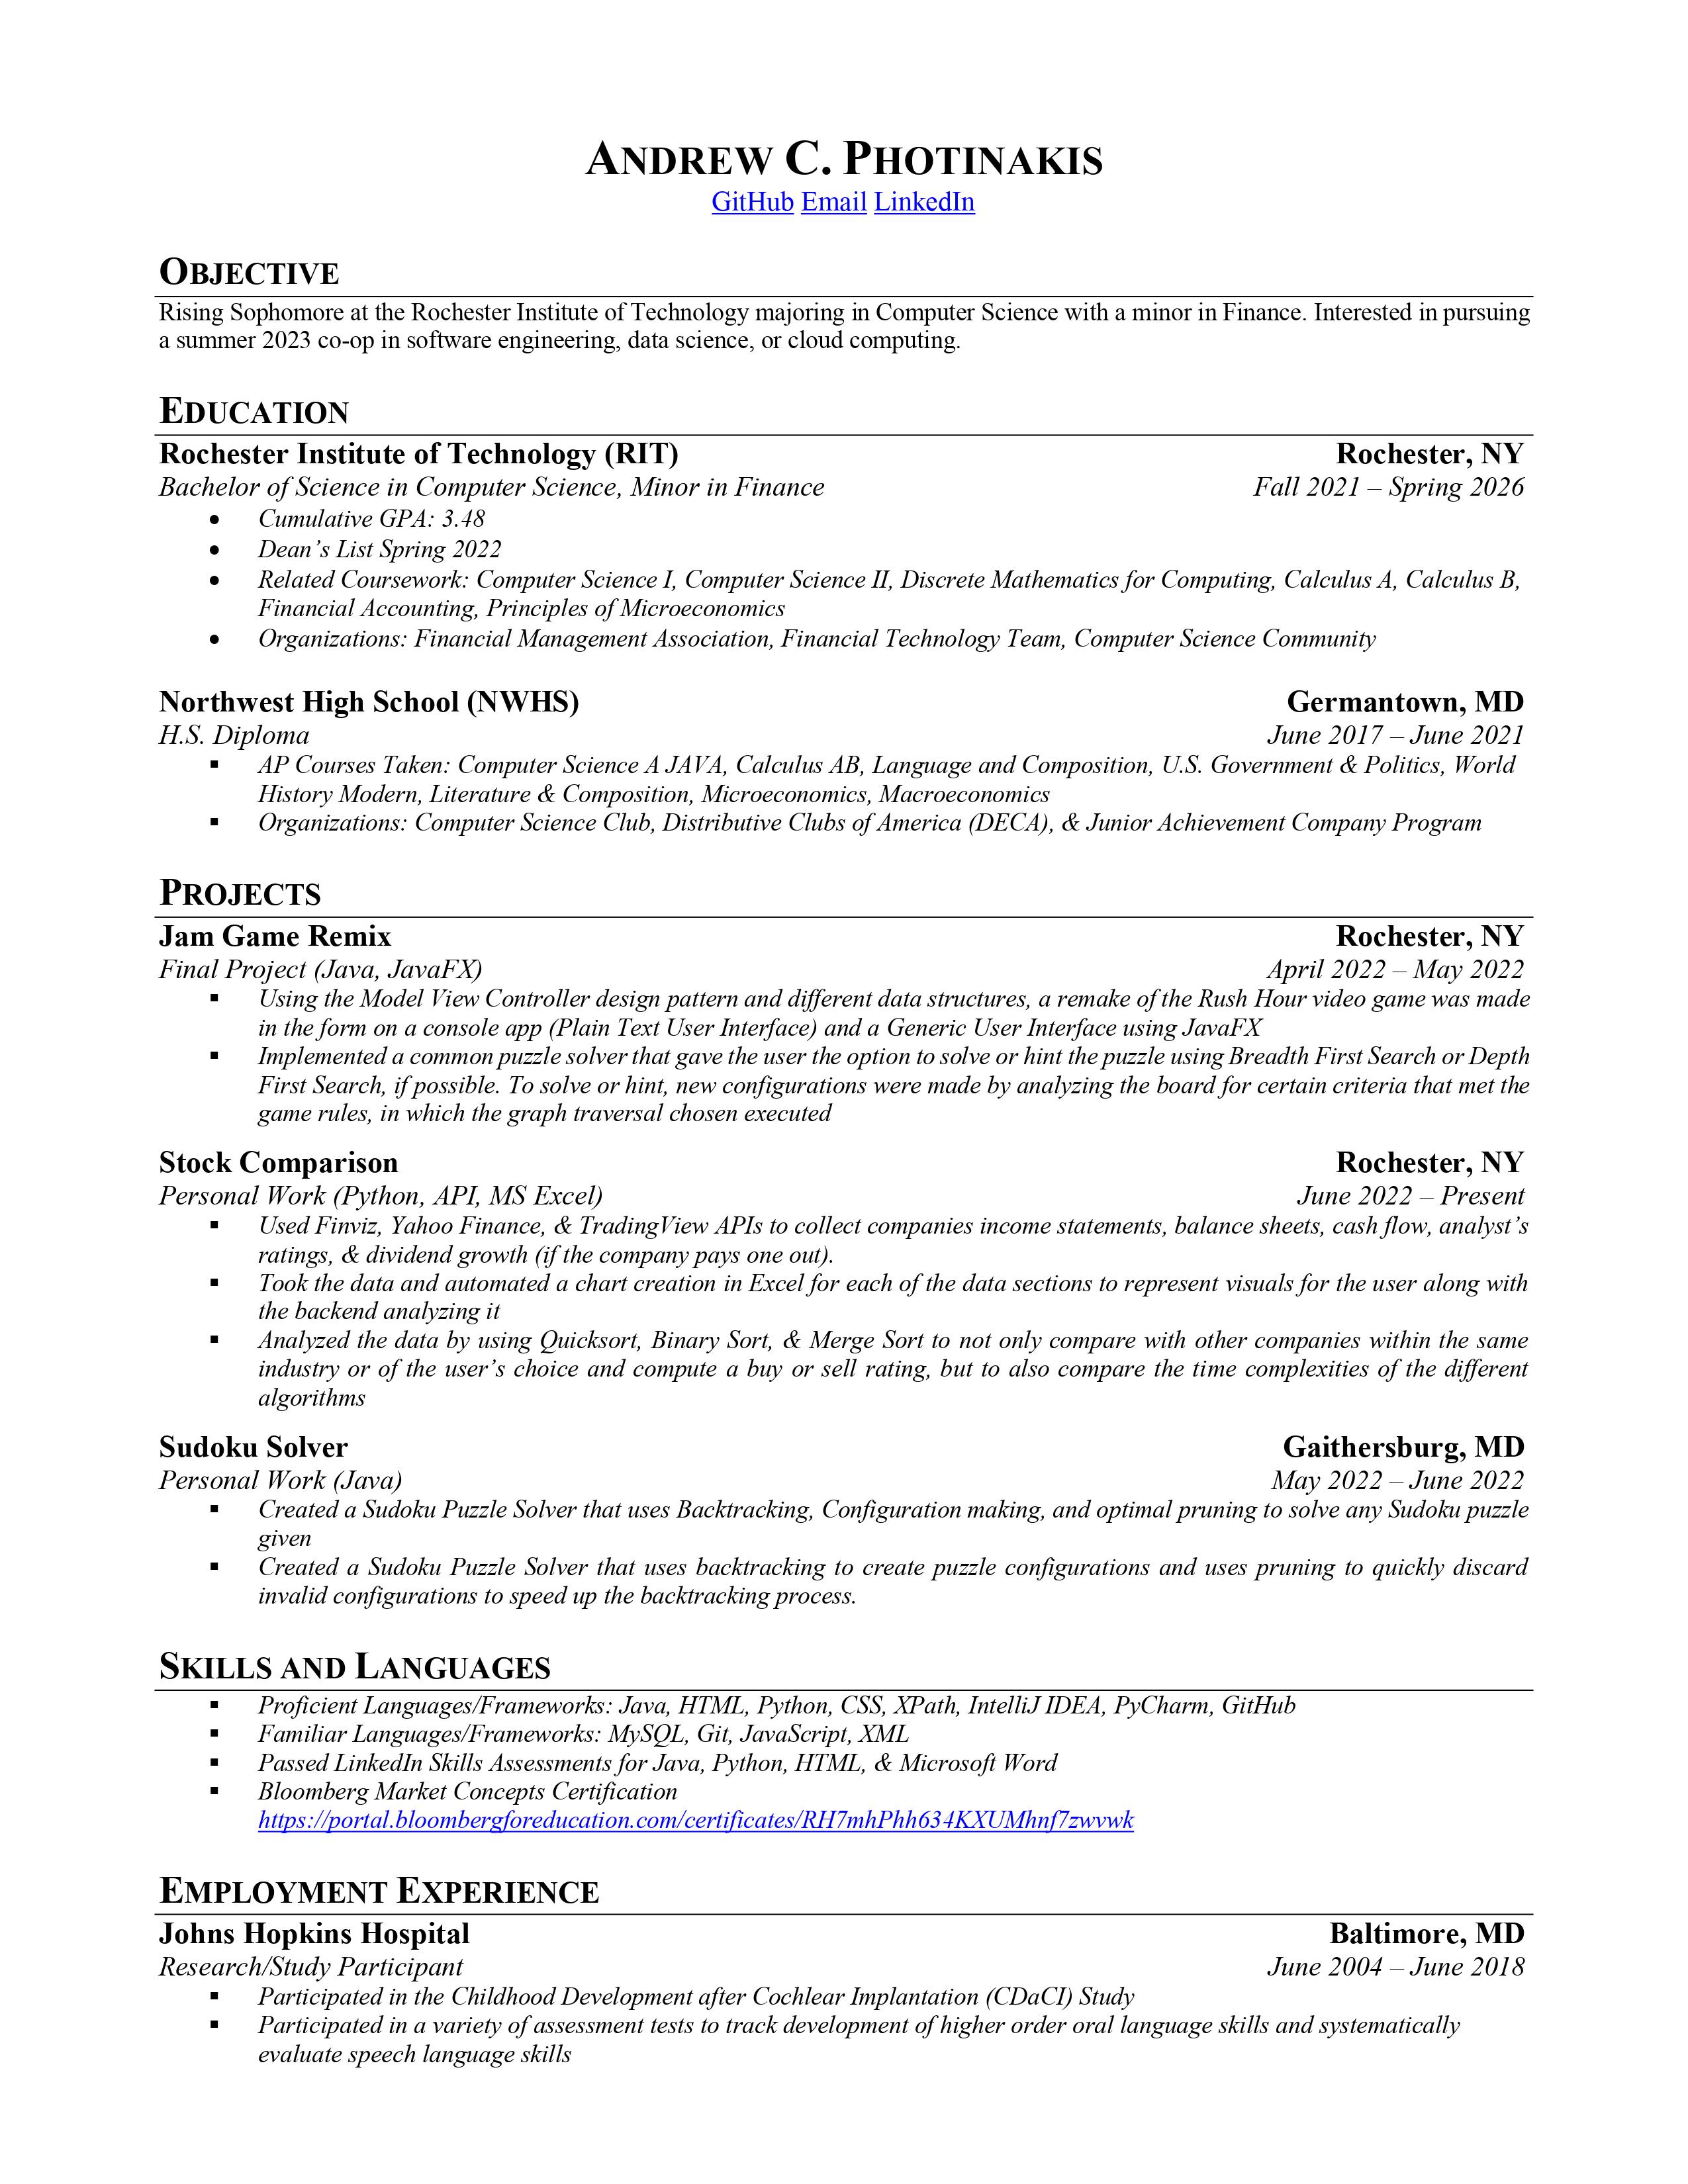 ANDREW C. PHOTINAKIS
GitHub Email LinkedIn
OBJECTIVE
Rising Sophomore at the Rochester Institute of Technology majoring in Computer Science with a minor in Finance. Interested in pursuing
a summer 2023 co-op in software engineering, data science, or cloud computing.
EDUCATION
Rochester Institute of Technology (RIT) Rochester, NY
Bachelor of Science in Computer Science, Minor in Finance Fall 2021 – Spring 2026
• Cumulative GPA: 3.48
• Dean’s List Spring 2022
• Related Coursework: Computer Science I, Computer Science II, Discrete Mathematics for Computing, Calculus A, Calculus B,
Financial Accounting, Principles of Microeconomics
• Organizations: Financial Management Association, Financial Technology Team, Computer Science Community
Northwest High School (NWHS) Germantown, MD
H.S. Diploma June 2017 – June 2021
▪ AP Courses Taken: Computer Science A JAVA, Calculus AB, Language and Composition, U.S. Government & Politics, World
History Modern, Literature & Composition, Microeconomics, Macroeconomics
▪ Organizations: Computer Science Club, Distributive Clubs of America (DECA), & Junior Achievement Company Program
PROJECTS
Jam Game Remix Rochester, NY
Final Project (Java, JavaFX) April 2022 – May 2022
▪ Using the Model View Controller design pattern and different data structures, a remake of the Rush Hour video game was made
in the form on a console app (Plain Text User Interface) and a Generic User Interface using JavaFX
▪ Implemented a common puzzle solver that gave the user the option to solve or hint the puzzle using Breadth First Search or Depth
First Search, if possible. To solve or hint, new configurations were made by analyzing the board for certain criteria that met the
game rules, in which the graph traversal chosen executed
Stock Comparison Rochester, NY
Personal Work (Python, API, MS Excel) June 2022 – Present
▪ Used Finviz, Yahoo Finance, & TradingView APIs to collect companies income statements, balance sheets, cash flow, analyst’s
ratings, & dividend growth (if the company pays one out).
▪ Took the data and automated a chart creation in Excel for each of the data sections to represent visuals for the user along with
the backend analyzing it
▪ Analyzed the data by using Quicksort, Binary Sort, & Merge Sort to not only compare with other companies within the same
industry or of the user’s choice and compute a buy or sell rating, but to also compare the time complexities of the different
algorithms
Sudoku Solver Gaithersburg, MD
Personal Work (Java) May 2022 – June 2022
▪ Created a Sudoku Puzzle Solver that uses Backtracking, Configuration making, and optimal pruning to solve any Sudoku puzzle
given
▪ Created a Sudoku Puzzle Solver that uses backtracking to create puzzle configurations and uses pruning to quickly discard
invalid configurations to speed up the backtracking process.
SKILLS AND LANGUAGES
▪ Proficient Languages/Frameworks: Java, HTML, Python, CSS, XPath, IntelliJ IDEA, PyCharm, GitHub
▪ Familiar Languages/Frameworks: MySQL, Git, JavaScript, XML
▪ Passed LinkedIn Skills Assessments for Java, Python, HTML, & Microsoft Word
▪ Bloomberg Market Concepts Certification
https://portal.bloombergforeducation.com/certificates/RH7mhPhh634KXUMhnf7zwvwk
EMPLOYMENT EXPERIENCE
Johns Hopkins Hospital Baltimore, MD
Research/Study Participant June 2004 – June 2018
▪ Participated in the Childhood Development after Cochlear Implantation (CDaCI) Study
▪ Participated in a variety of assessment tests to track development of higher order oral language skills and systematically
evaluate speech language skills